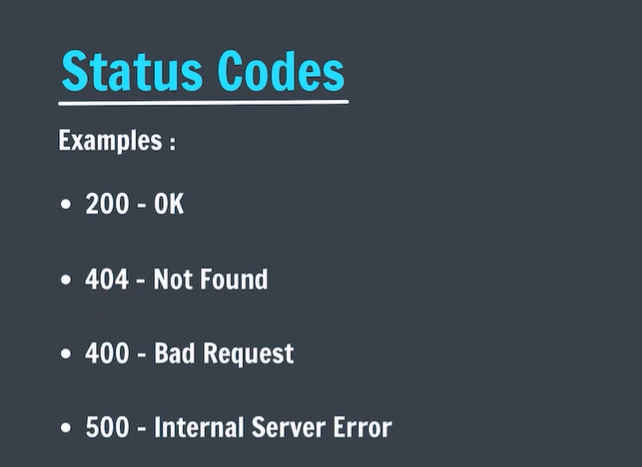 Status Codes
Examples :
• 200 - OK
• 404 - Not Found
• 400 - Bad Request
• 500 - Internal Server Error